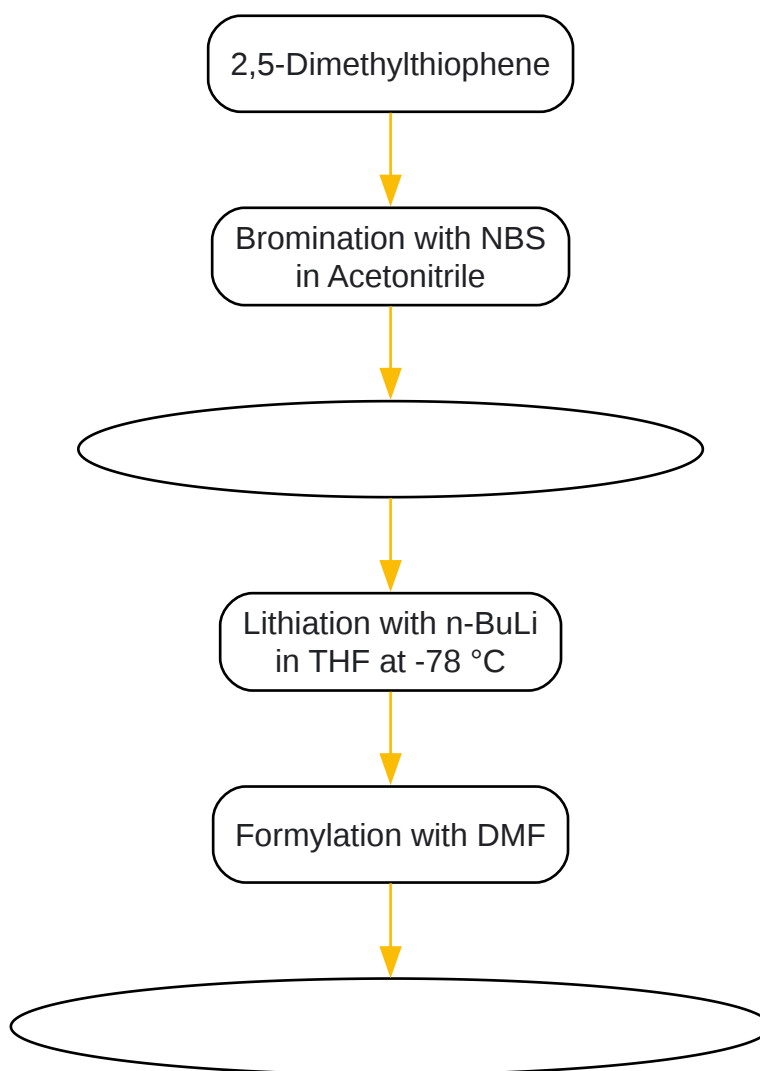 2,5-Dimethylthiophene
Bromination with NBS
in Acetonitrile
Lithiation with n-BuLi
in THF at -78 °C
Formylation with DMF